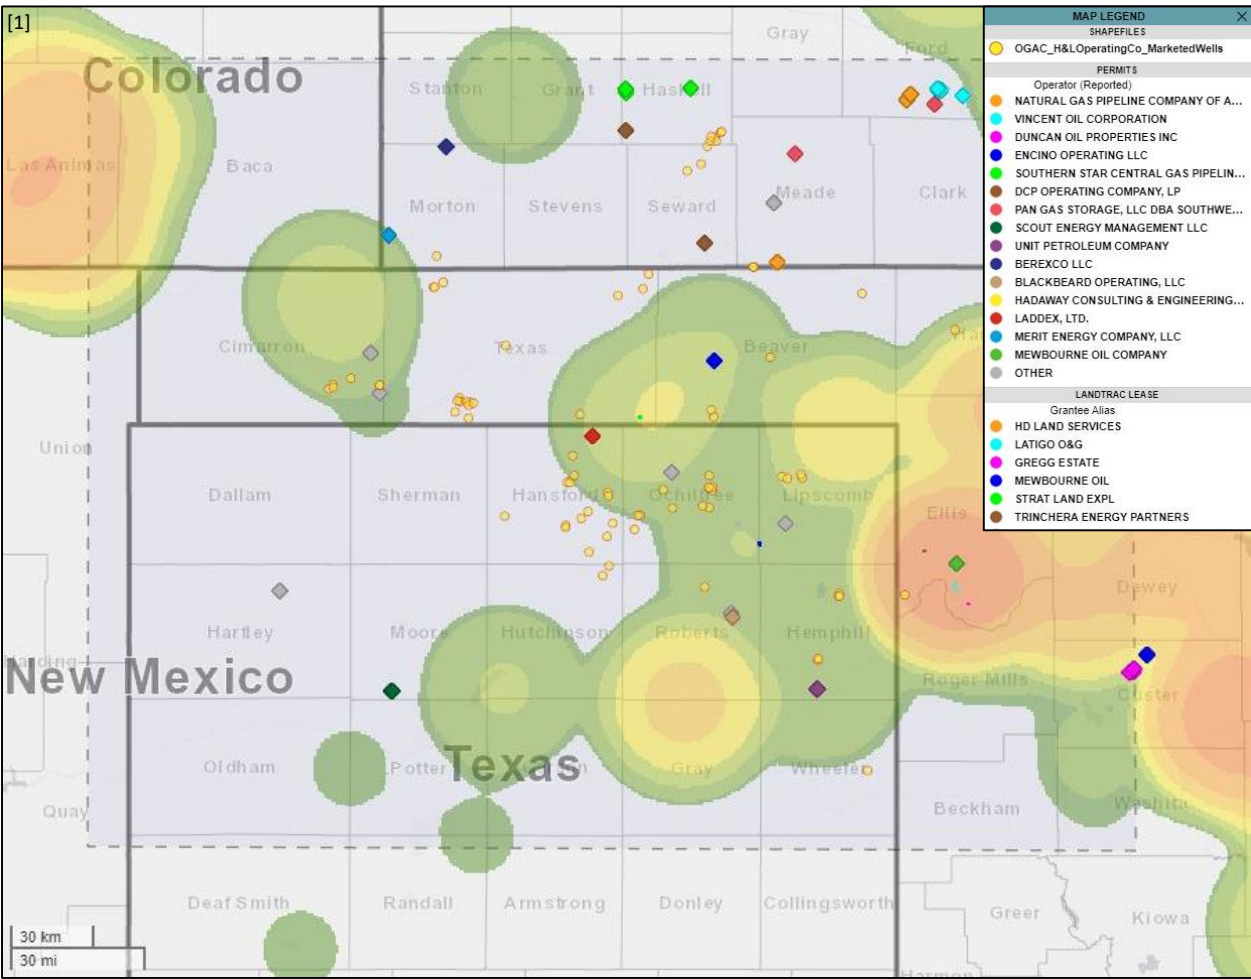 [1]
Colorado
Stanton
Grant
Haskell
Gray
Ford
Las Animas
Baca
Morton
Stevens
Seward
Meade
Clark
Cimarron
Texas
Beaver
Union
Dallam
Sherman
Hansford
Ochiltree
Lipscomb
Ellis
Dewey
Hartley
Moore
Hutchinson
Roberts
Hemphill
Harding
New Mexico
Roger Mills
Custer
Oldham
Potter
Texas
Gray
Wheeler
Quay
Beckham
Washita
Deaf Smith
Randall
Armstrong
Donley
Collingsworth
Greer
Kiowa
Harmon
30 km
30 mi
MAP LEGEND
SHAPEFILES
OGAC_H&LOperatingCo_MarketedWells
PERMITS
Operator (Reported)
NATURAL GAS PIPELINE COMPANY OF A...
VINCENT OIL CORPORATION
DUNCAN OIL PROPERTIES INC
ENCINO OPERATING LLC
SOUTHERN STAR CENTRAL GAS PIPELIN...
DCP OPERATING COMPANY, LP
PAN GAS STORAGE, LLC DBA SOUTHWE...
SCOUT ENERGY MANAGEMENT LLC
UNIT PETROLEUM COMPANY
BEREXCO LLC
BLACKBEARD OPERATING, LLC
HADAWAY CONSULTING & ENGINEERING...
LADDEX, LTD.
MERIT ENERGY COMPANY, LLC
MEWBOURNE OIL COMPANY
OTHER
LANDTRAC LEASE
Grantee Alias
HD LAND SERVICES
LATIGO O&G
GREGG ESTATE
MEWBOURNE OIL
STRAT LAND EXPL
TRINCHERA ENERGY PARTNERS